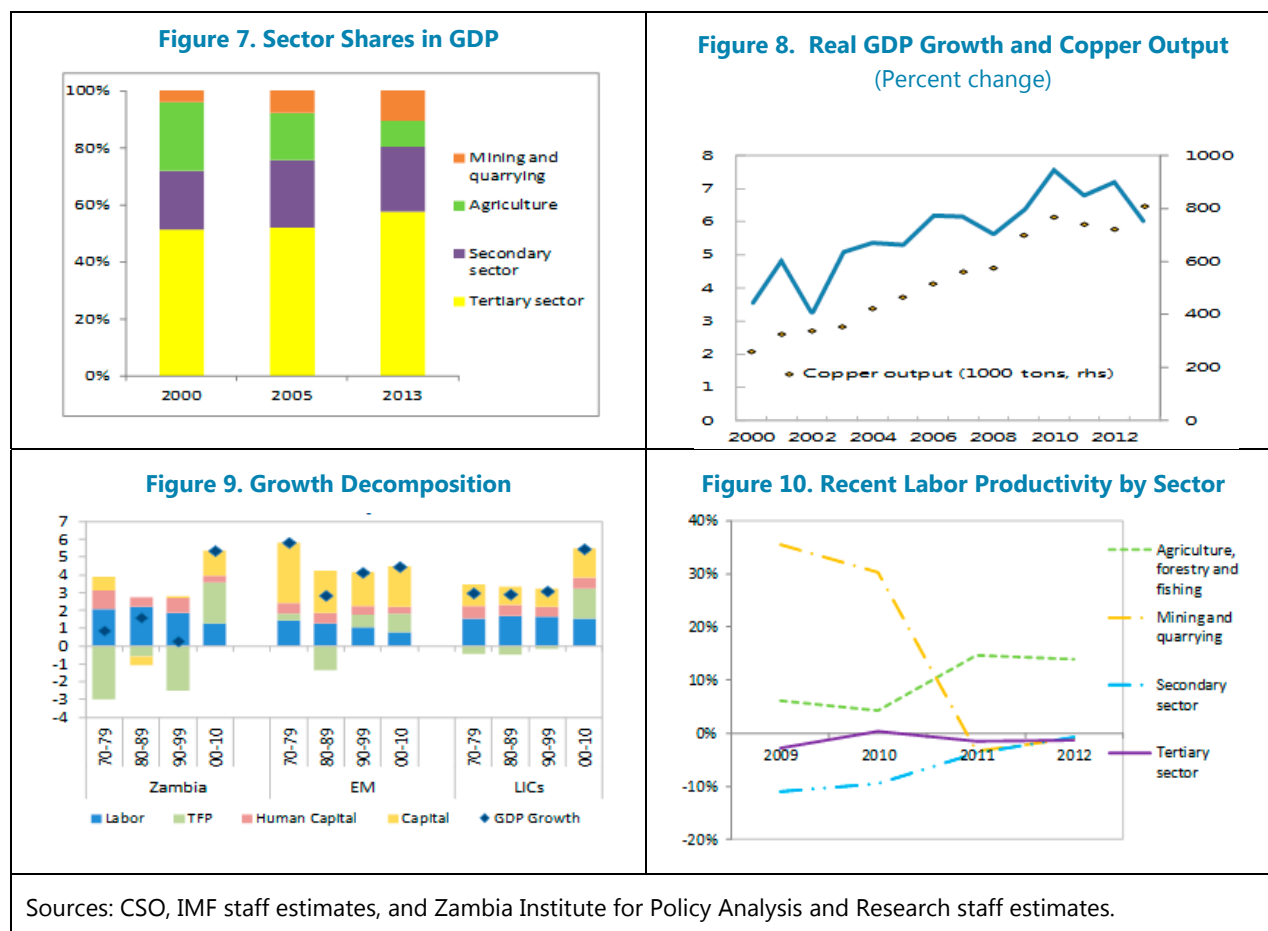 Figure 7. Sector Shares in GDP
100%
80%
60%
40%
20%
0%
2000 2005 2013
Mining and
quarrying
Agriculture
Secondary
sector
Tertiary sector
Figure 8. Real GDP Growth and Copper Output
(Percent change)
8
7
6
5
4
3
2
1
0
1000
800
600
400
200
0
Copper output (1000 tons, rhs)
2000 2002 2004 2006 2008 2010 2012
Figure 9. Growth Decomposition
7
6
5
4
3
2
1
0
-1
-2
-3
-4
70-79 80-89 90-99 00-10 70-79 80-89 90-99 00-10 70-79 80-89 90-99 00-10
Zambia EM LICs
Labor TFP Human Capital Capital GDP Growth
Figure 10. Recent Labor Productivity by Sector
40%
30%
20%
10%
0%
-10%
-20%
2009 2010 2011 2012
Agriculture,
forestry and
fishing
Mining and
quarrying
Secondary
sector
Tertiary
sector
Sources: CSO, IMF staff estimates, and Zambia Institute for Policy Analysis and Research staff estimates.